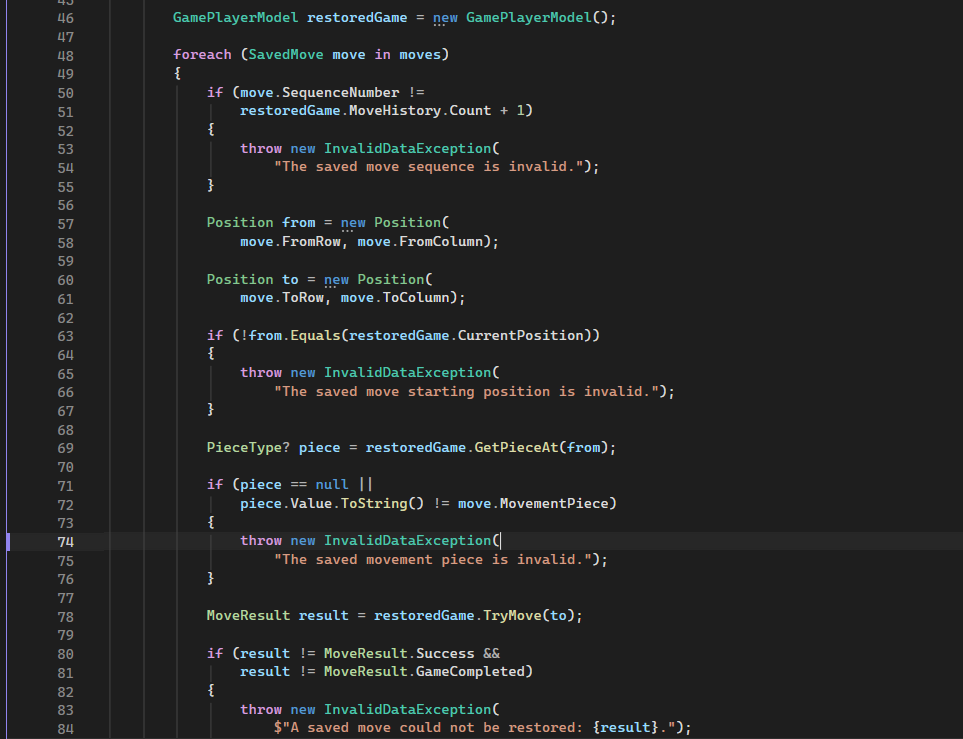 45
46 GamePlayerModel restoredGame = new GamePlayerModel();
47
48 foreach (SavedMove move in moves)
49 {
50 if (move.SequenceNumber !=
51 restoredGame.MoveHistory.Count + 1)
52 {
53 throw new InvalidDataException(
54 "The saved move sequence is invalid.");
55 }
56
57 Position from = new Position(
58 move.FromRow, move.FromColumn);
59
60 Position to = new Position(
61 move.ToRow, move.ToColumn);
62
63 if (!from.Equals(restoredGame.CurrentPosition))
64 {
65 throw new InvalidDataException(
66 "The saved move starting position is invalid.");
67 }
68
69 PieceType? piece = restoredGame.GetPieceAt(from);
70
71 if (piece == null ||
72 piece.Value.ToString() != move.MovementPiece)
73 {
74 throw new InvalidDataException(
75 "The saved movement piece is invalid.");
76 }
77
78 MoveResult result = restoredGame.TryMove(to);
79
80 if (result != MoveResult.Success &&
81 result != MoveResult.GameCompleted)
82 {
83 throw new InvalidDataException(
84 $"A saved move could not be restored: {result}.");